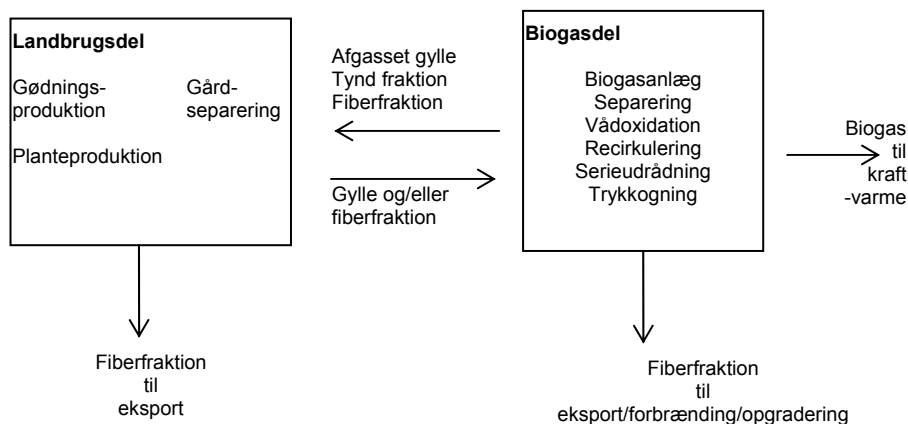 Landbrugsdel
Gødnings-
produktion
Gård-
separering
Planteproduktion
Afgasset gylle
Tynd fraktion
Fiberfraktion
Gylle og/eller
fiberfraktion
Biogasdel
Biogasanlæg
Separering
Vådoxidation
Recirkulering
Serieudrådning
Trykkogning
Biogas
til
kraft
-varme
Fiberfraktion
til
eksport
Fiberfraktion
til
eksport/forbrænding/opgradering